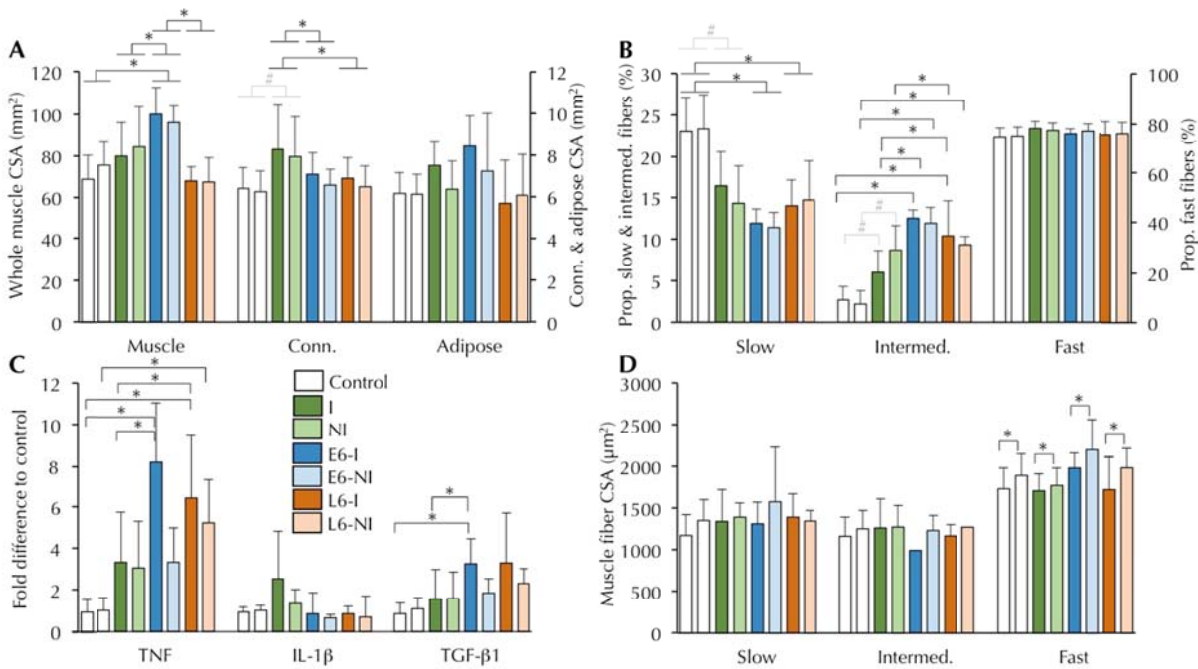 A
Whole muscle CSA (mm²)
120
100
80
60
40
20
0
* * * * * #
12
10
8
6
4
2
0
Conn. & adipose CSA (mm²)
Muscle Conn. Adipose
B
Prop. slow & intermed. fibers (%)
30
25
20
15
10
5
0
# * * * * * * * * * # #
100
80
60
40
20
0
Prop. fast fibers (%)
Slow Intermed. Fast
C
Fold difference to control
12
10
8
6
4
2
0
* * * * * * *
Control
I
NI
E6-I
E6-NI
L6-I
L6-NI
TNF IL-1β TGF-β1
D
Muscle fiber CSA (µm²)
3000
2500
2000
1500
1000
500
0
* * * *
Slow Intermed. Fast